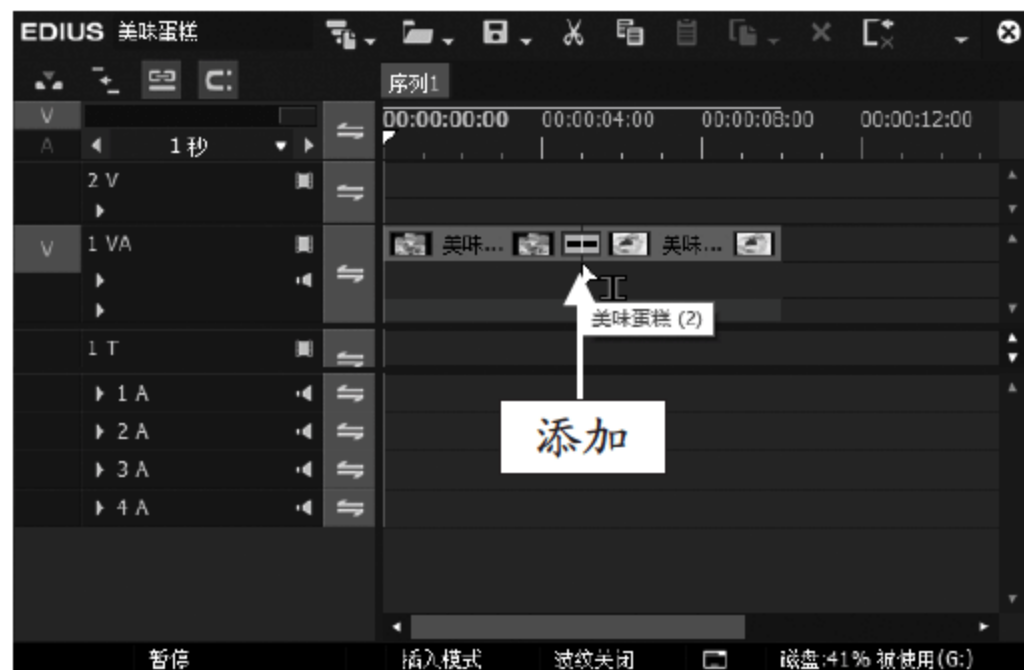 EDIUS 美味蛋糕
序列1
V
A
1秒
00:00:00:00 00:00:04:00 00:00:08:00 00:00:12:00
2 V
V
1 VA
美味... 美味...
美味蛋糕 (2)
1 T
添加
1 A
2 A
3 A
4 A
暂停 插入模式 波纹关闭 磁盘:41% 被使用(G:)